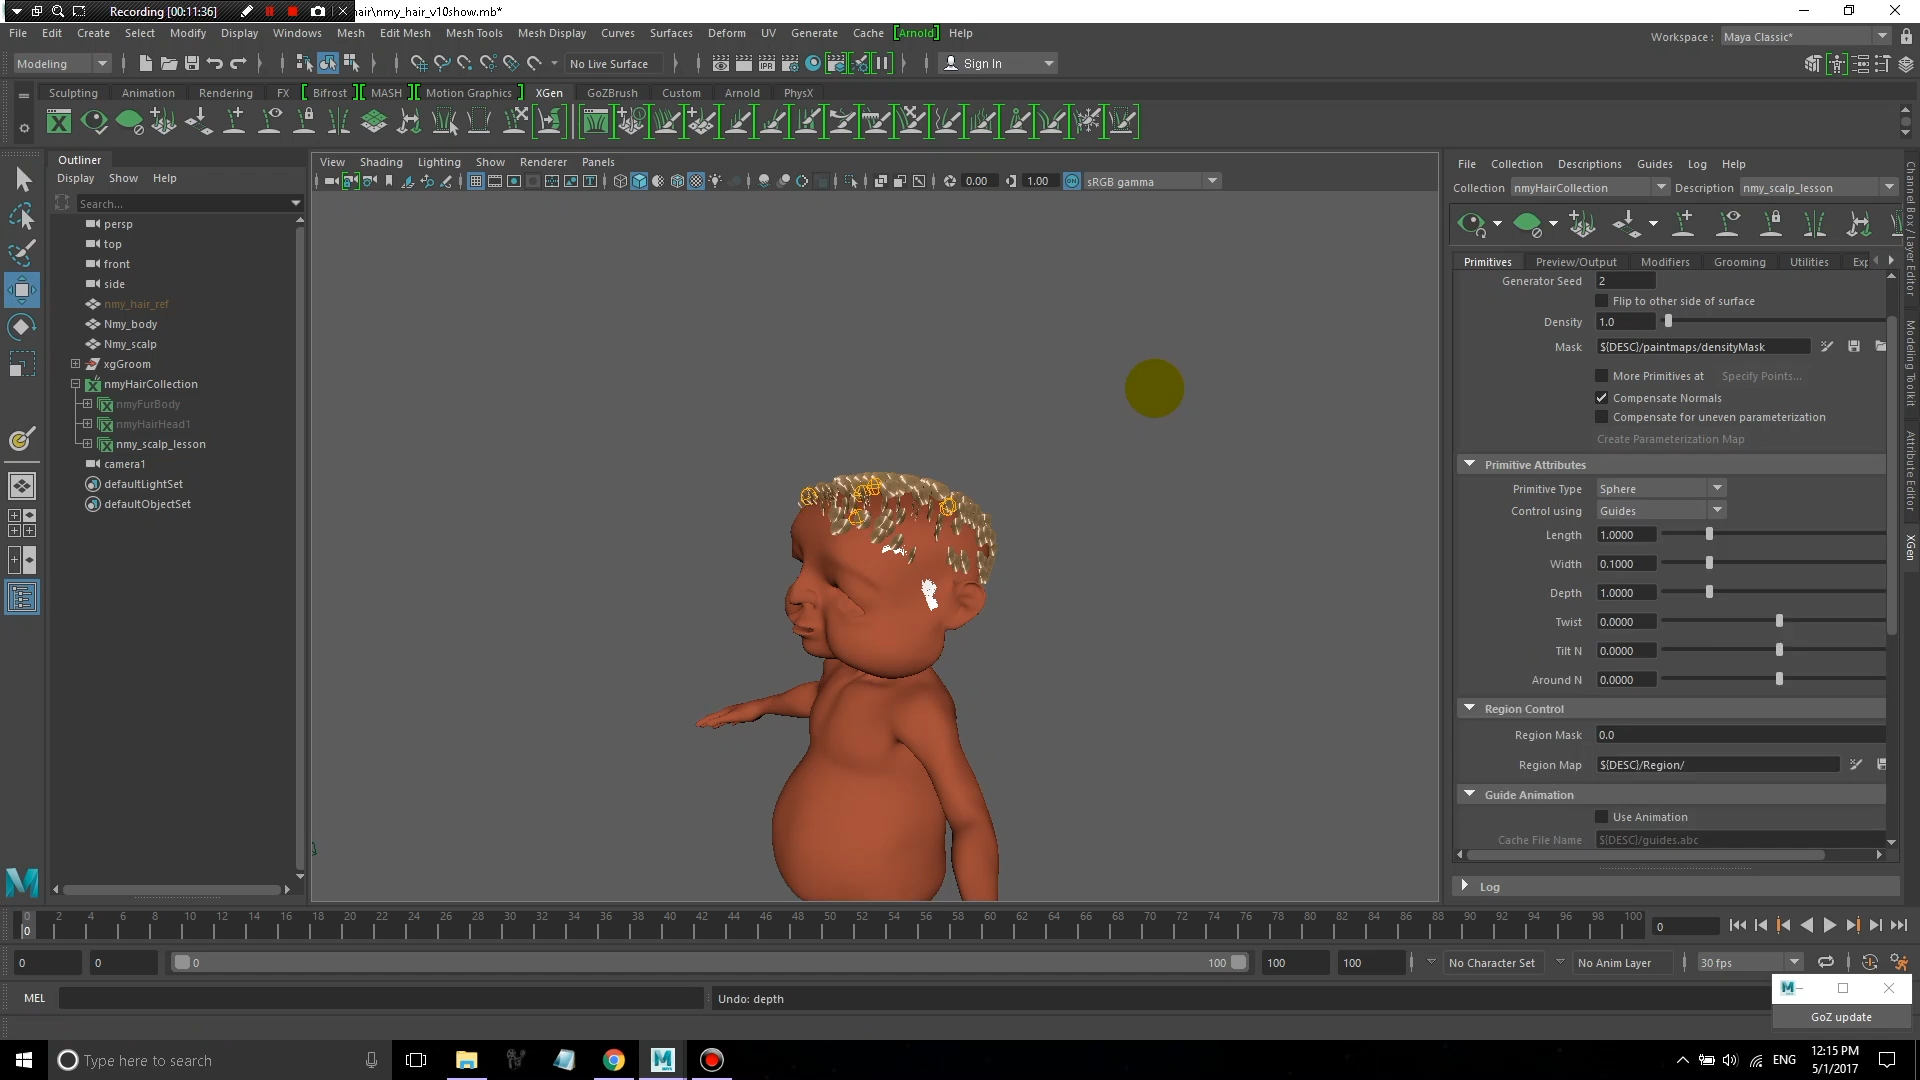 Recording [00:11:36]
air\nmy_hair_v10show.mb*
File Edit Create Select Modify Display Windows Mesh Edit Mesh Mesh Tools Mesh Display Curves Surfaces Deform UV Generate Cache [Arnold] Help
Workspace : Maya Classic*
Modeling No Live Surface Sign In
Sculpting Animation Rendering FX Bifrost MASH Motion Graphics XGen GoZBrush Custom Arnold PhysX
Outliner
Display Show Help
Search...
persp
top
front
side
nmy_hair_ref
Nmy_body
Nmy_scalp
xgGroom
nmyHairCollection
nmyFurBody
nmyHairHead1
nmy_scalp_lesson
camera1
defaultLightSet
defaultObjectSet
View Shading Lighting Show Renderer Panels
0.00 1.00 ON sRGB gamma
File Collection Descriptions Guides Log Help
Collection nmyHairCollection Description nmy_scalp_lesson
Primitives Preview/Output Modifiers Grooming Utilities Exp
Generator Seed 2
Flip to other side of surface
Density 1.0
Mask ${DESC}/paintmaps/densityMask
More Primitives at Specify Points...
Compensate Normals
Compensate for uneven parameterization
Create Parameterization Map
Primitive Attributes
Primitive Type Sphere
Control using Guides
Length 1.0000
Width 0.1000
Depth 1.0000
Twist 0.0000
Tilt N 0.0000
Around N 0.0000
Region Control
Region Mask 0.0
Region Map ${DESC}/Region/
Guide Animation
Use Animation
Cache File Name ${DESC}/guides.abc
Log
Channel Box / Layer Editor
Modeling Toolkit
Attribute Editor
XGen
0 2 4 6 8 10 12 14 16 18 20 22 24 26 28 30 32 34 36 38 40 42 44 46 48 50 52 54 56 58 60 62 64 66 68 70 72 74 76 78 80 82 84 86 88 90 92 94 96 98 100
0
0
0 0 0 100 100 100 No Character Set No Anim Layer 30 fps
MEL Undo: depth
GoZ update
Type here to search
ENG
12:15 PM
5/1/2017